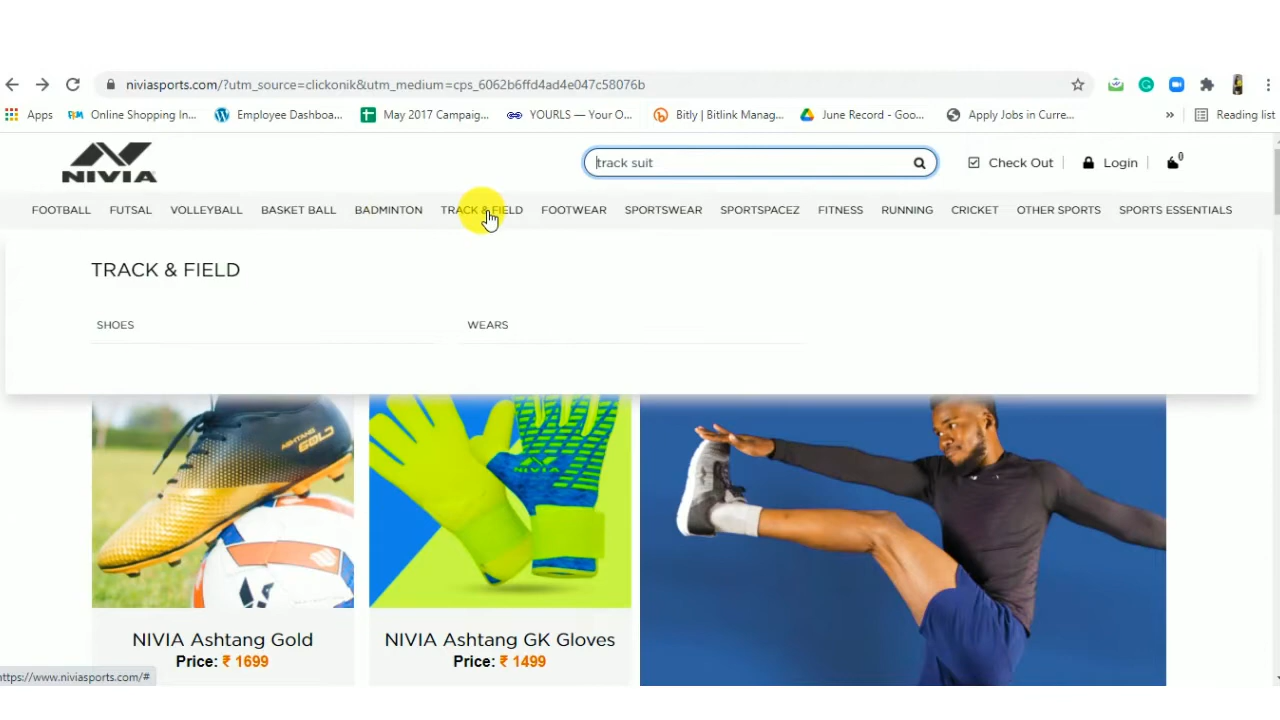 niviasports.com/?utm_source=clickonik&utm_medium=cps_6062b6ffd4ad4e047c58076b
Apps Online Shopping In... Employee Dashboa... May 2017 Campaig... YOURLS — Your O... Bitly | Bitlink Manag... June Record - Goo... Apply Jobs in Curre... » Reading list
NIVIA
track suit
Check Out Login 0
FOOTBALL FUTSAL VOLLEYBALL BASKET BALL BADMINTON TRACK & FIELD FOOTWEAR SPORTSWEAR SPORTSPACEZ FITNESS RUNNING CRICKET OTHER SPORTS SPORTS ESSENTIALS
TRACK & FIELD
SHOES WEARS
ASHTANG
GOLD
NIVIA
NIVIA Ashtang Gold
Price: ₹ 1699
NIVIA Ashtang GK Gloves
Price: ₹ 1499
https://www.niviasports.com/#